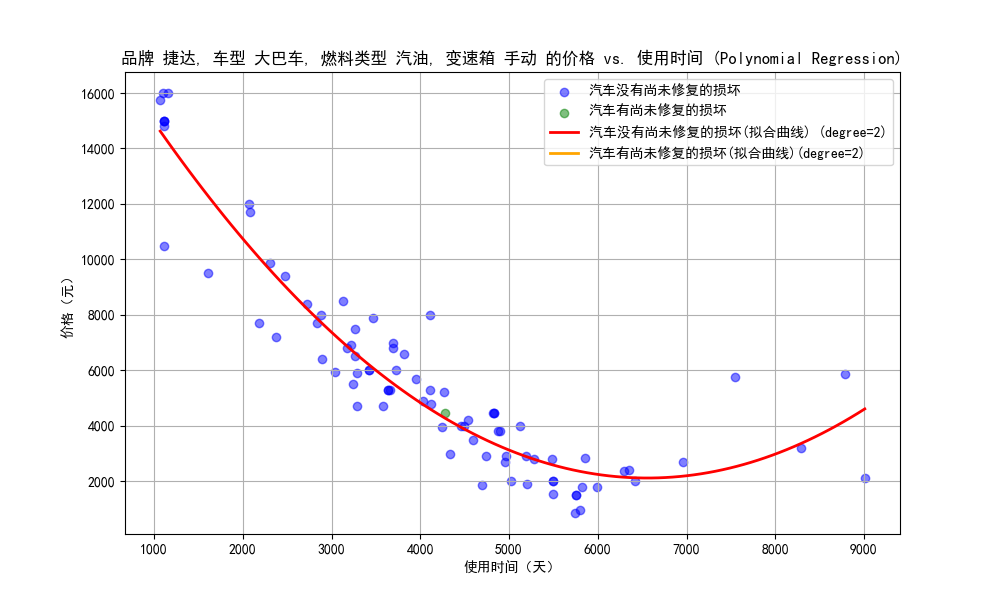 品牌 捷达, 车型 大巴车, 燃料类型 汽油, 变速箱 手动 的价格 vs. 使用时间 (Polynomial Regression)
汽车没有尚未修复的损坏
汽车有尚未修复的损坏
汽车没有尚未修复的损坏(拟合曲线) (degree=2)
汽车有尚未修复的损坏(拟合曲线)(degree=2)
价格（元）
16000
14000
12000
10000
8000
6000
4000
2000
1000 2000 3000 4000 5000 6000 7000 8000 9000
使用时间（天）